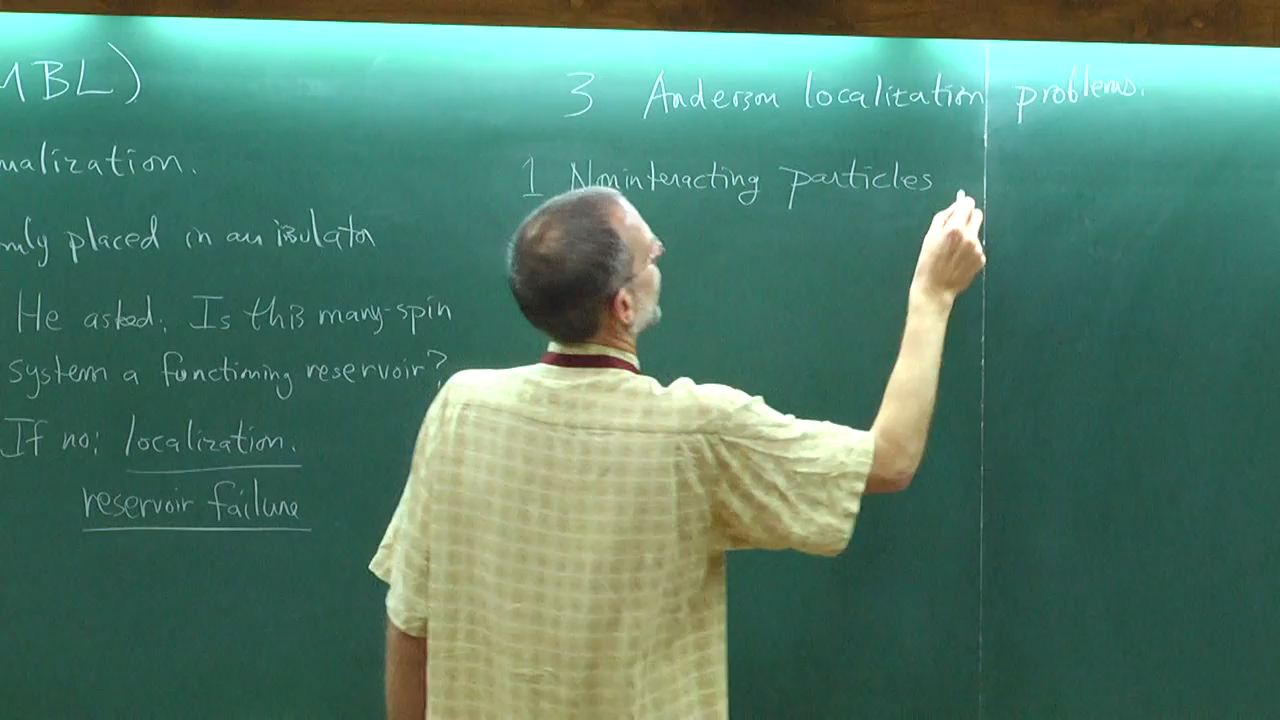 MBL)
malization.
mly placed in an insulator
He asked: Is this many-spin
system a functioning reservoir?
If no: localization.
reservoir failure
3 Anderson localization problems.
1 Noninteracting particles